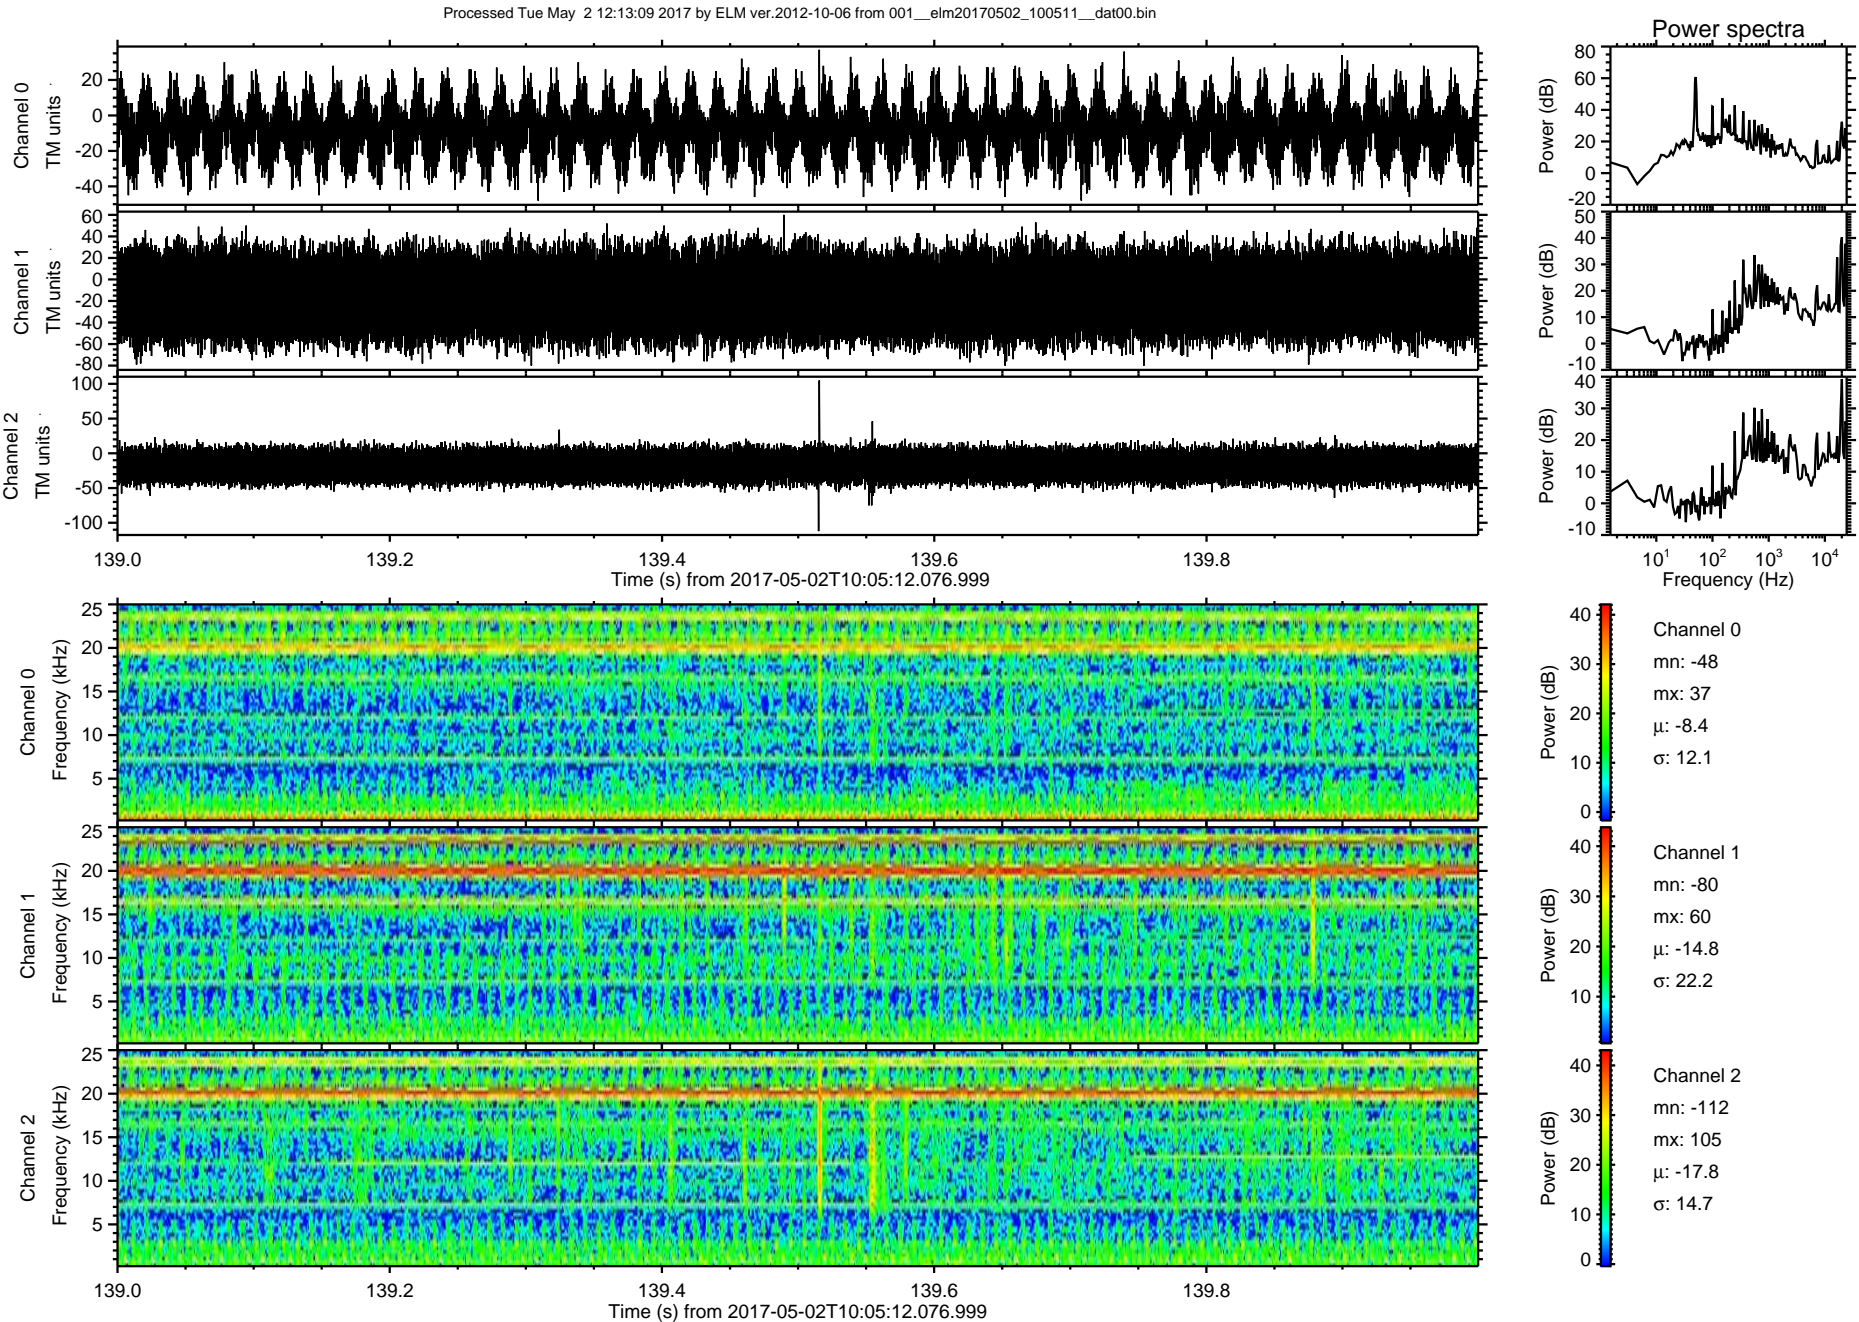 Processed Tue May  2 12:13:09 2017 by ELM ver.2012-10-06 from 001__elm20170502_100511__dat00.bin
Power spectra
Channel 0
TM units
20
0
-20
-40
Power (dB)
80
60
40
20
0
-20
Channel 1
TM units
60
40
20
0
-20
-40
-60
-80
Power (dB)
50
40
30
20
10
0
-10
Channel 2
TM units
100
50
0
-50
-100
Power (dB)
40
30
20
10
0
-10
139.0 139.2 139.4 139.6 139.8
Time (s) from 2017-05-02T10:05:12.076.999
10¹ 10² 10³ 10⁴
Frequency (Hz)
Channel 0
Frequency (kHz)
25
20
15
10
5
Power (dB)
40
30
20
10
0
Channel 0
mn: -48
mx: 37
μ: -8.4
σ: 12.1
Channel 1
Frequency (kHz)
25
20
15
10
5
Power (dB)
40
30
20
10
Channel 1
mn: -80
mx: 60
μ: -14.8
σ: 22.2
Channel 2
Frequency (kHz)
25
20
15
10
5
Power (dB)
40
30
20
10
0
Channel 2
mn: -112
mx: 105
μ: -17.8
σ: 14.7
139.0 139.2 139.4 139.6 139.8
Time (s) from 2017-05-02T10:05:12.076.999